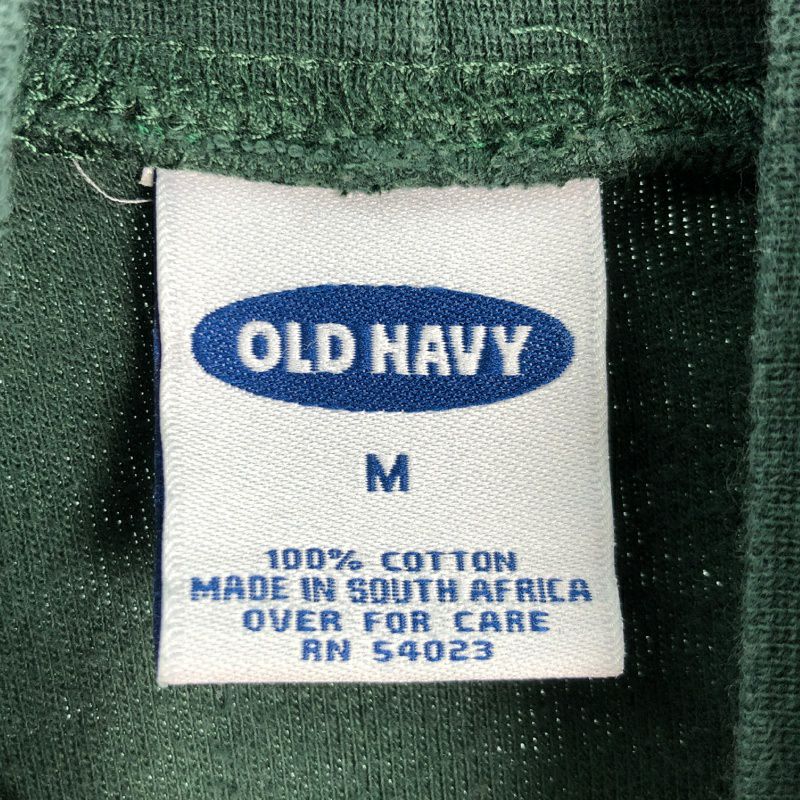 OLD NAVY
M
100% COTTON
MADE IN SOUTH AFRICA
OVER FOR CARE
RN 54023